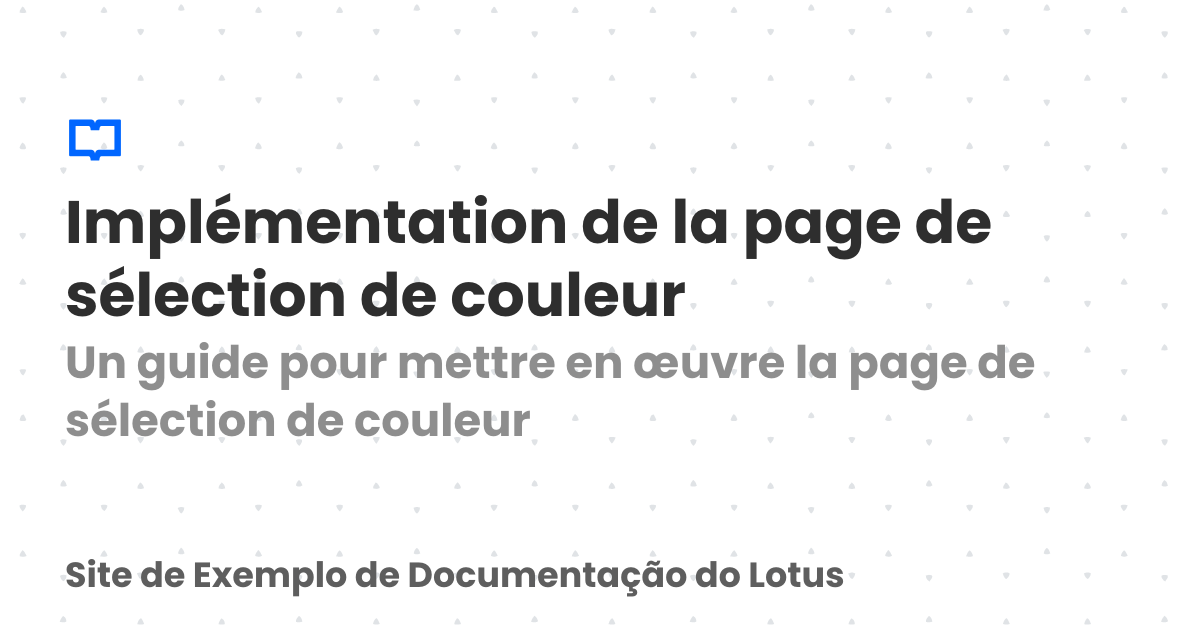 Implémentation de la page de
sélection de couleur
Un guide pour mettre en œuvre la page de
sélection de couleur
Site de Exemplo de Documentação do Lotus